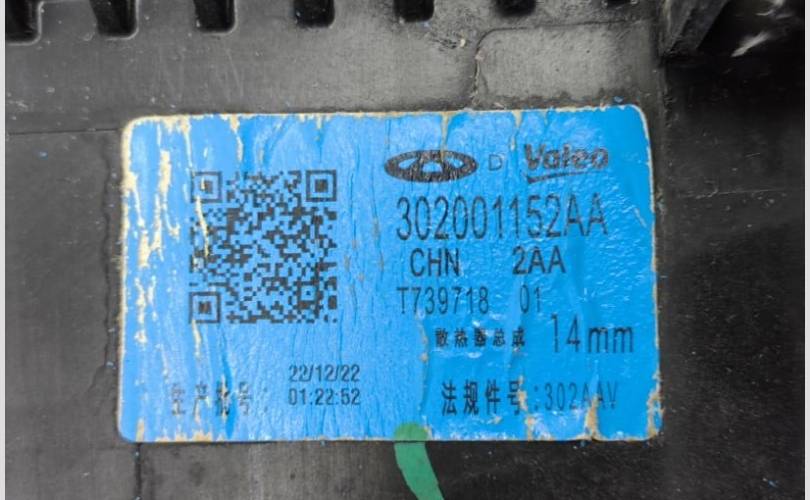 D Valeo
302001152AA
CHN 2AA
T739718 01
散热器总成 14mm
22/12/22
生产批号： 01:22:52
法规件号：302AAV